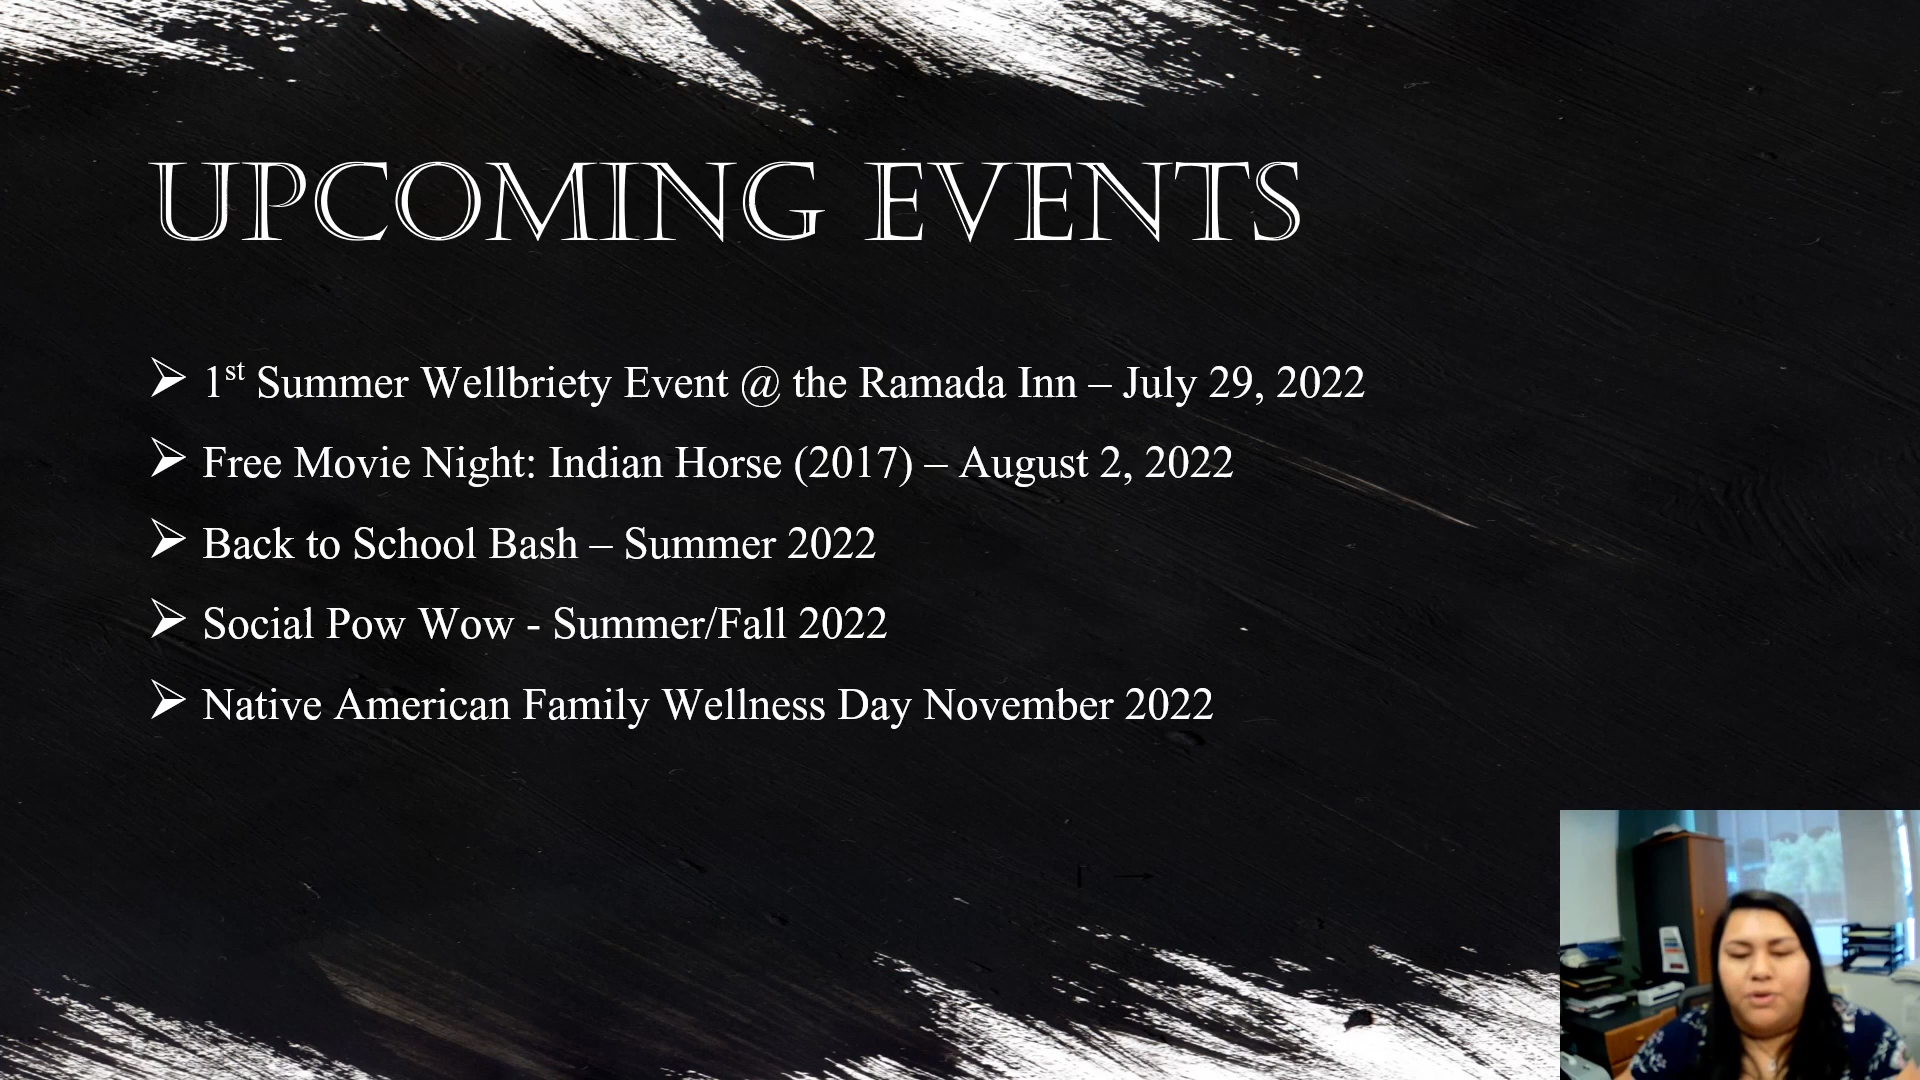 UPCOMING EVENTS
1st Summer Wellbriety Event @ the Ramada Inn – July 29, 2022
Free Movie Night: Indian Horse (2017) – August 2, 2022
Back to School Bash – Summer 2022
Social Pow Wow - Summer/Fall 2022
Native American Family Wellness Day November 2022